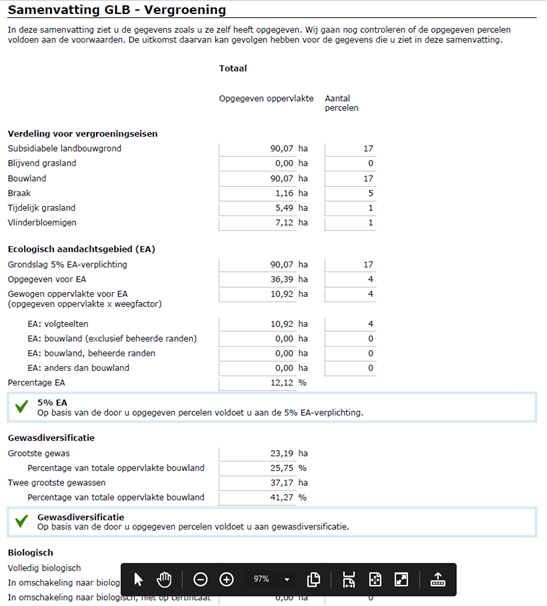 Samenvatting GLB - Vergroening
In deze samenvatting ziet u de gegevens zoals u ze zelf heeft opgegeven. Wij gaan nog controleren of de opgegeven percelen
voldoen aan de voorwaarden. De uitkomst daarvan kan gevolgen hebben voor de gegevens die u ziet in deze samenvatting.
Totaal
Opgegeven oppervlakte Aantal
percelen
Verdeling voor vergroeningseisen
Subsidiabele landbouwgrond 90,07 ha 17
Blijvend grasland 0,00 ha 0
Bouwland 90,07 ha 17
Braak 1,16 ha 5
Tijdelijk grasland 5,49 ha 1
Vlinderbloemigen 7,12 ha 1
Ecologisch aandachtsgebied (EA)
Grondslag 5% EA-verplichting 90,07 ha 17
Opgegeven voor EA 36,39 ha 4
Gewogen oppervlakte voor EA 10,92 ha 4
(opgegeven oppervlakte x weegfactor)
EA: volgteelten 10,92 ha 4
EA: bouwland (exclusief beheerde randen) 0,00 ha 0
EA: bouwland, beheerde randen 0,00 ha 0
EA: anders dan bouwland 0,00 ha 0
Percentage EA 12,12 %
5% EA
Op basis van de door u opgegeven percelen voldoet u aan de 5% EA-verplichting.
Gewasdiversificatie
Grootste gewas 23,19 ha
Percentage van totale oppervlakte bouwland 25,75 %
Twee grootste gewassen 37,17 ha
Percentage van totale oppervlakte bouwland 41,27 %
Gewasdiversificatie
Op basis van de door u opgegeven percelen voldoet u aan gewasdiversificatie.
Biologisch
Volledig biologisch
In omschakeling naar biolog
97%
In omschakeling naar biologisch, niet op certificaat 0,00 ha 0